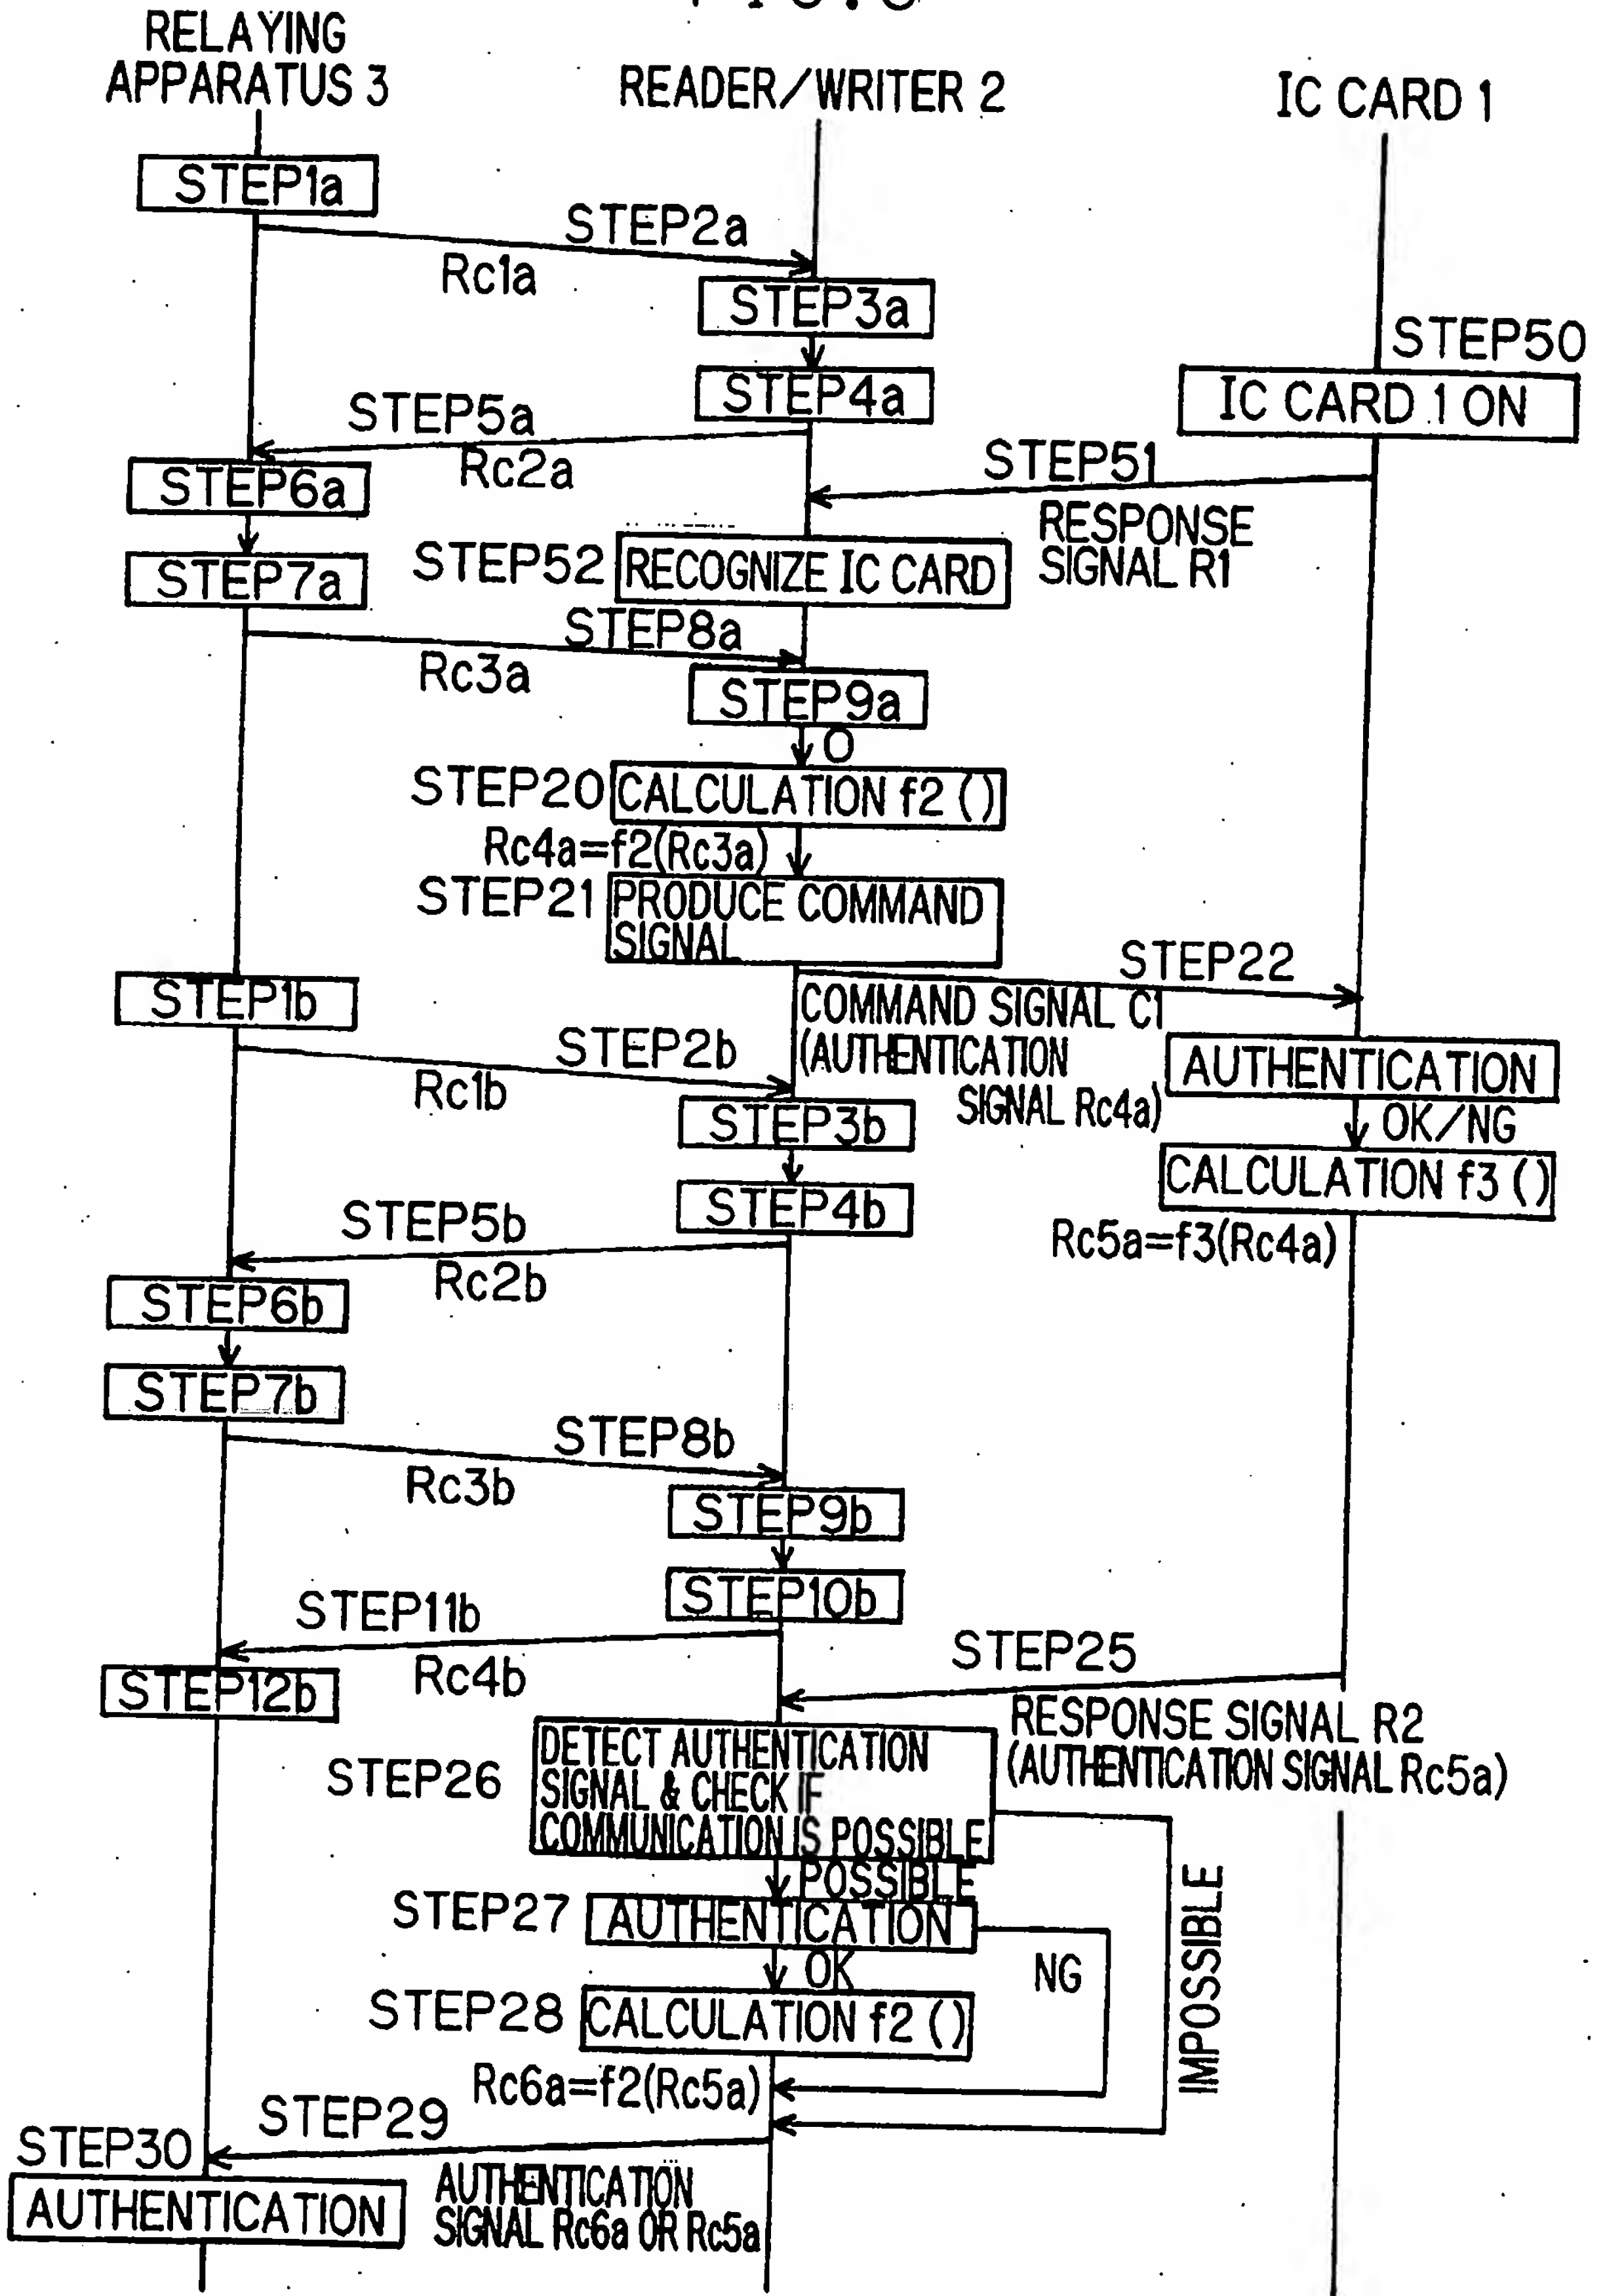 RELAYING
APPARATUS 3
READER/WRITER 2
IC CARD 1
STEP1a
STEP2a
Rc1a
STEP3a
STEP50
STEP4a
IC CARD 1 ON
STEP5a
Rc2a
STEP51
STEP6a
RESPONSE
SIGNAL R1
STEP52
RECOGNIZE IC CARD
STEP7a
STEP8a
Rc3a
STEP9a
O
STEP20
CALCULATION f2 ()
Rc4a=f2(Rc3a)
STEP21
PRODUCE COMMAND
SIGNAL
STEP22
STEP1b
COMMAND SIGNAL C1
(AUTHENTICATION
SIGNAL Rc4a)
STEP2b
Rc1b
AUTHENTICATION
STEP3b
OK/NG
CALCULATION f3 ()
STEP4b
STEP5b
Rc5a=f3(Rc4a)
Rc2b
STEP6b
STEP7b
STEP8b
Rc3b
STEP9b
STEP10b
STEP11b
Rc4b
STEP25
STEP12b
RESPONSE SIGNAL R2
(AUTHENTICATION SIGNAL Rc5a)
STEP26
DETECT AUTHENTICATION
SIGNAL & CHECK IF
COMMUNICATION IS POSSIBLE
POSSIBLE
IMPOSSIBLE
STEP27
AUTHENTICATION
OK
NG
STEP28
CALCULATION f2 ()
Rc6a=f2(Rc5a)
STEP29
STEP30
AUTHENTICATION
AUTHENTICATION
SIGNAL Rc6a OR Rc5a